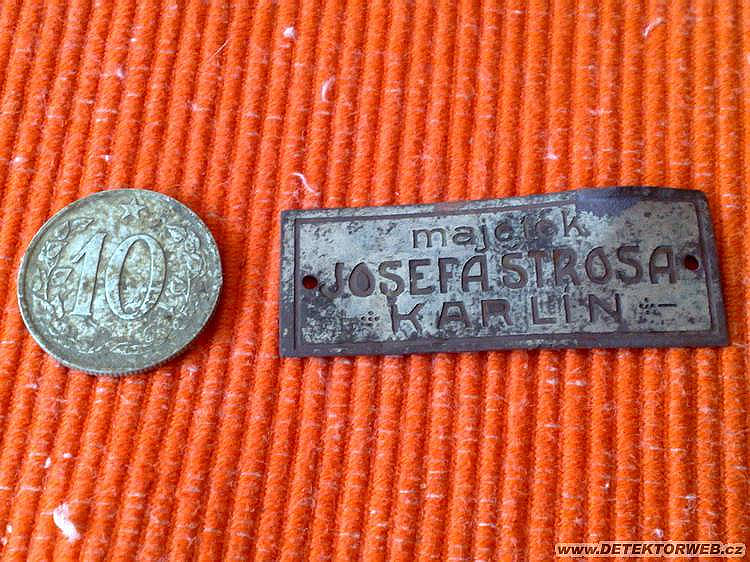 10
majetek
JOSEFA STROSA
KARLIN
www.DETEKTORWEB.cz